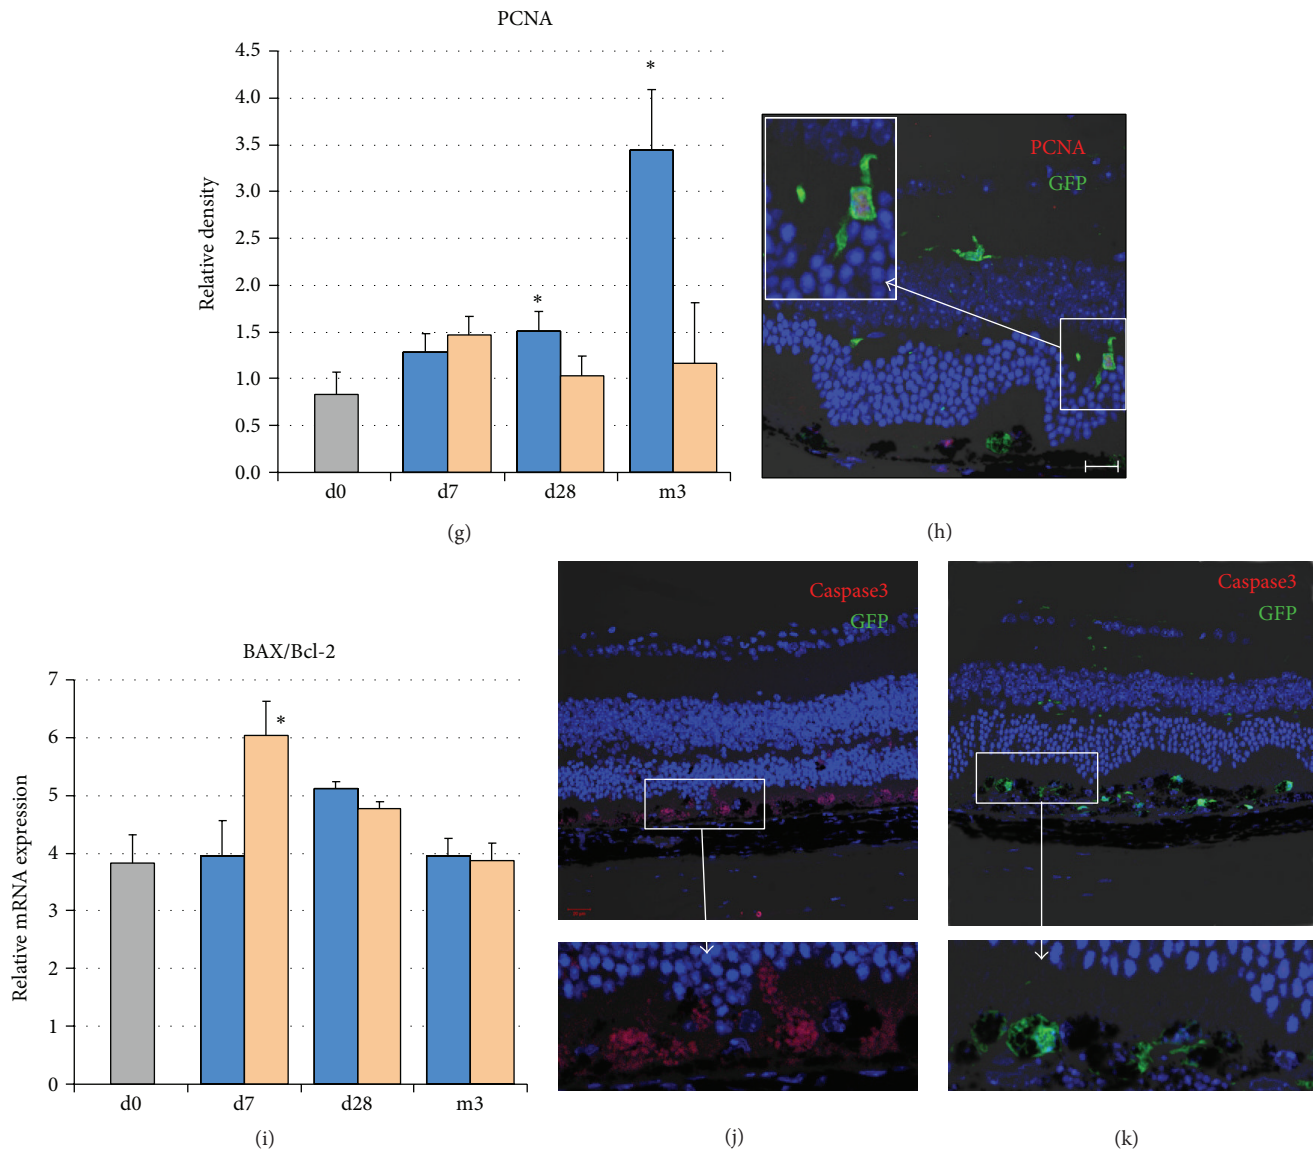 PCNA
Relative density
4.5
4.0
3.5
3.0
2.5
2.0
1.5
1.0
0.5
0.0
*
*
d0 d7 d28 m3
(g)
PCNA
GFP
(h)
BAX/Bcl-2
Relative mRNA expression
7
6
5
4
3
2
1
0
*
d0 d7 d28 m3
(i)
Caspase3
GFP
(j)
Caspase3
GFP
(k)